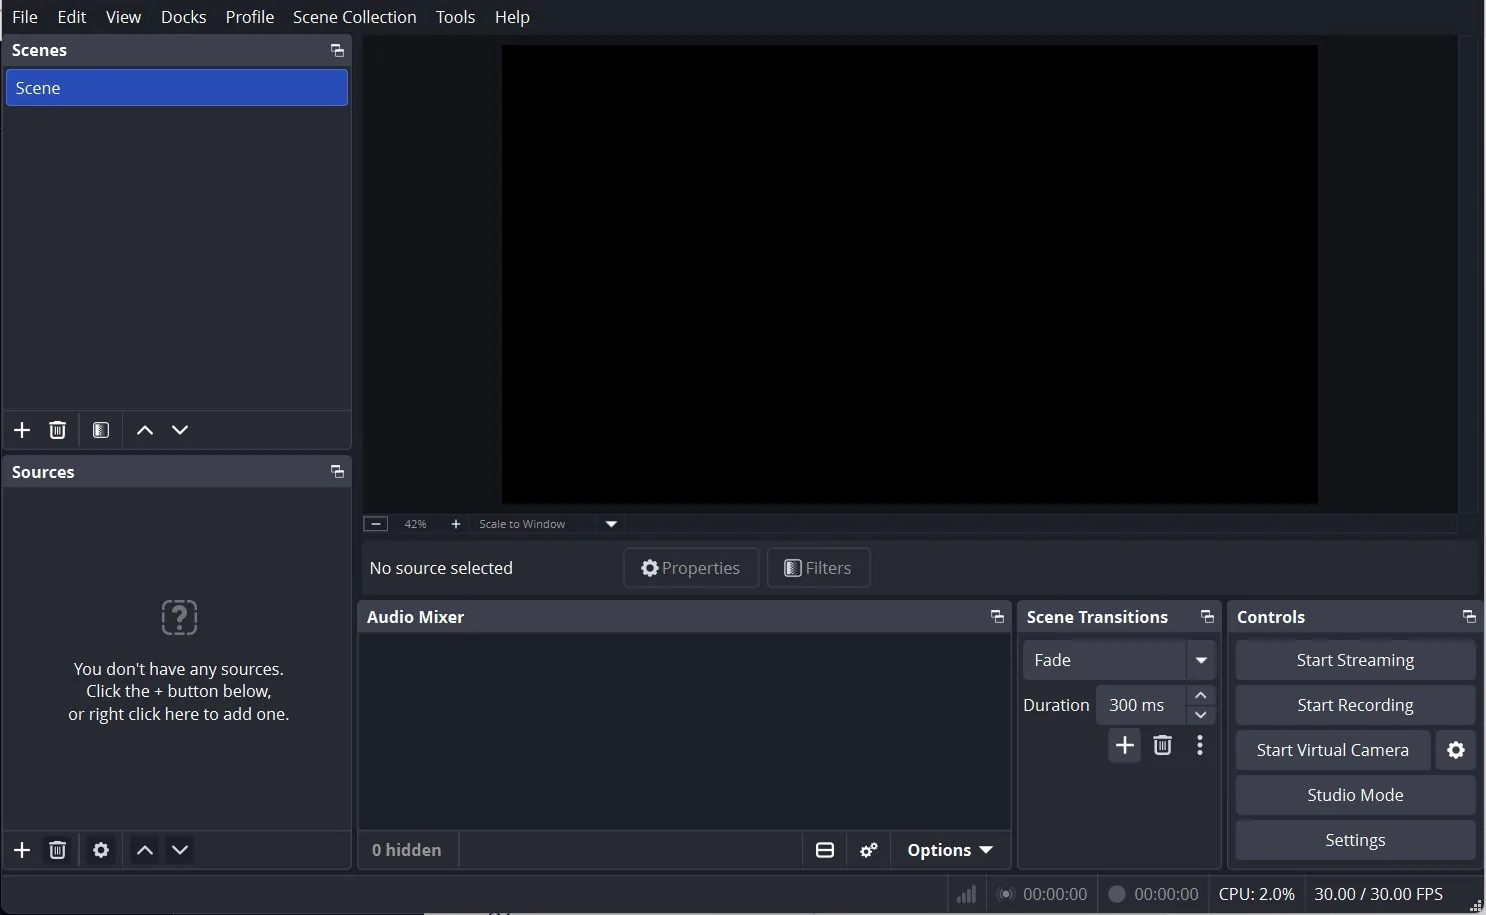 File Edit View Docks Profile Scene Collection Tools Help
Scenes
Scene
Sources
You don't have any sources.
Click the + button below,
or right click here to add one.
42% + Scale to Window
No source selected Properties Filters
Audio Mixer
0 hidden Options
Scene Transitions
Fade
Duration 300 ms
Controls
Start Streaming
Start Recording
Start Virtual Camera
Studio Mode
Settings
00:00:00 00:00:00 CPU: 2.0% 30.00 / 30.00 FPS